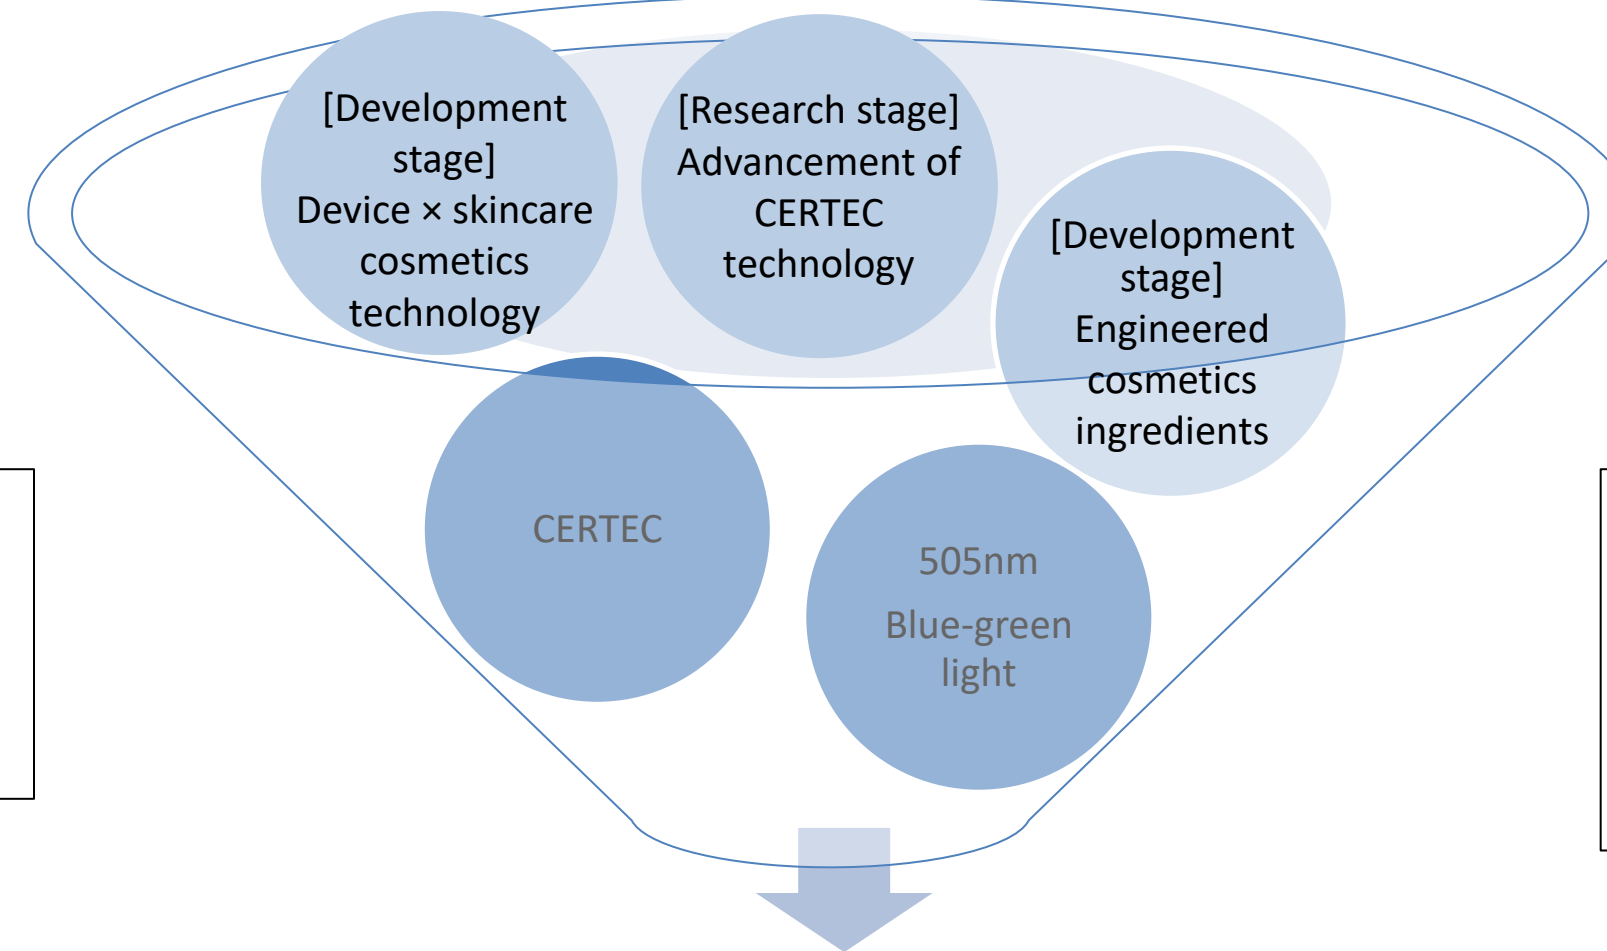 [Development
stage]
Device × skincare
cosmetics
technology
[Research stage]
Advancement of
CERTEC
technology
[Development
stage]
Engineered
cosmetics
ingredients
CERTEC
505nm
Blue-green
light